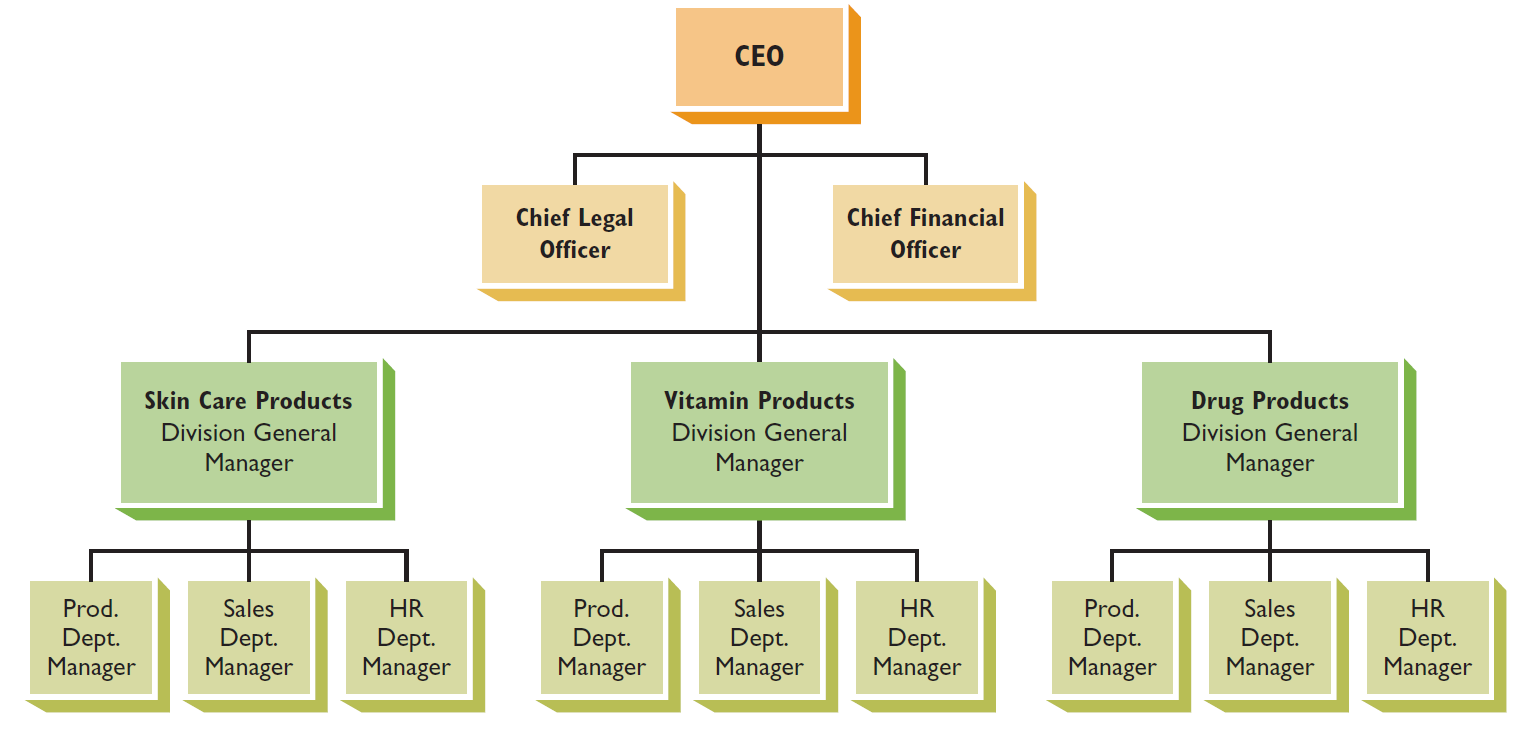 CEO
Chief Legal
Officer
Chief Financial
Officer
Skin Care Products
Division General
Manager
Vitamin Products
Division General
Manager
Drug Products
Division General
Manager
Prod.
Dept.
Manager
Sales
Dept.
Manager
HR
Dept.
Manager
Prod.
Dept.
Manager
Sales
Dept.
Manager
HR
Dept.
Manager
Prod.
Dept.
Manager
Sales
Dept.
Manager
HR
Dept.
Manager